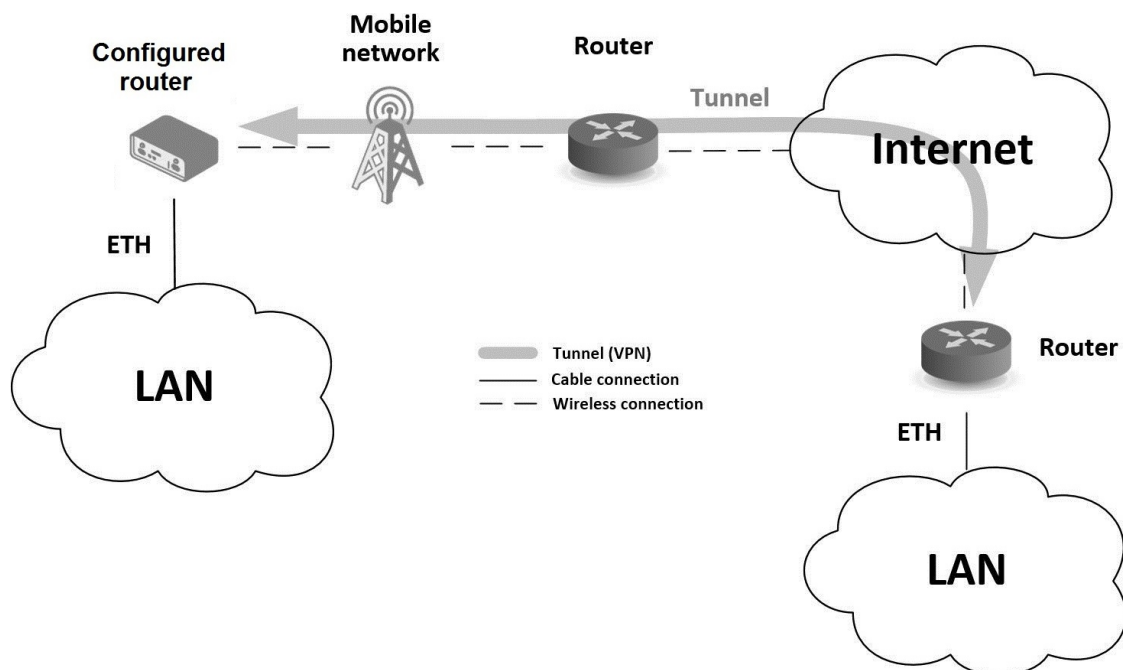 Configured
router
Mobile
network
Router
Tunnel
Internet
ETH
LAN
Tunnel (VPN)
Cable connection
Wireless connection
Router
ETH
LAN